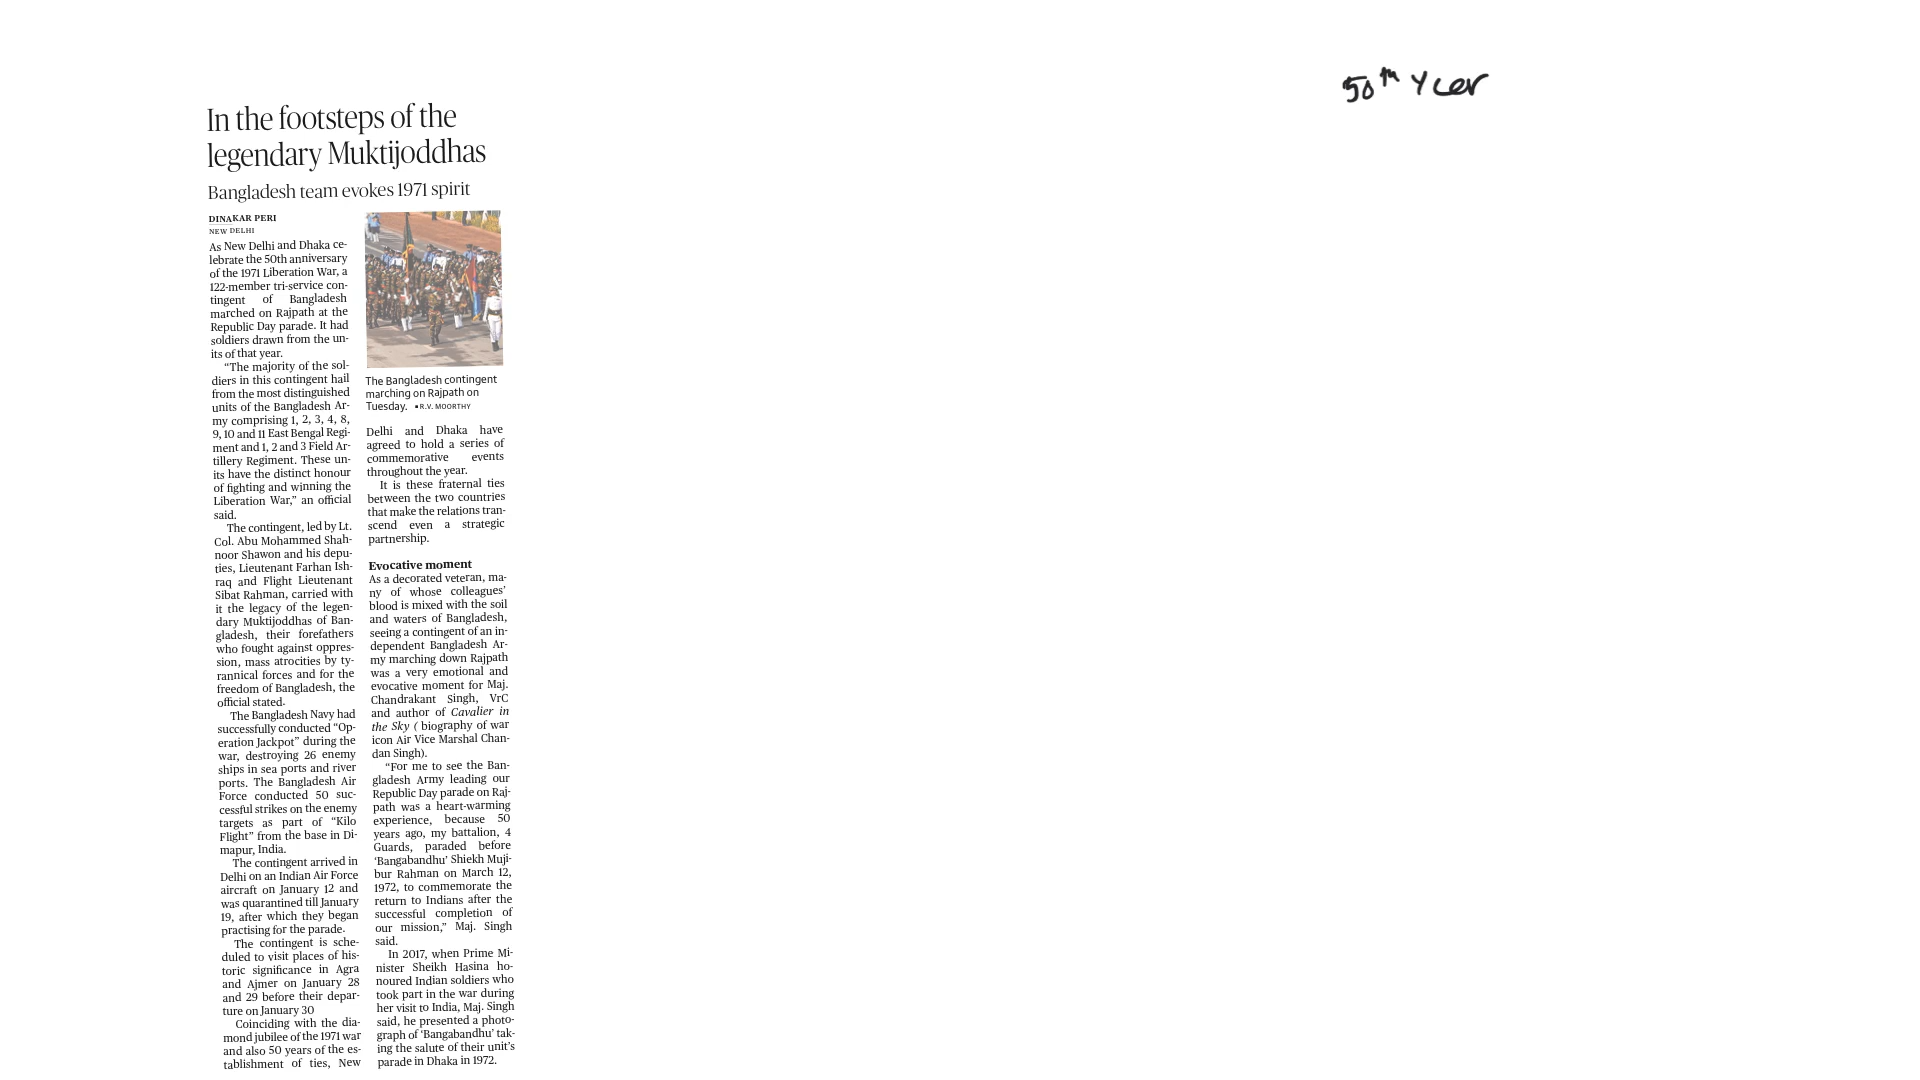 50th Year
In the footsteps of the
legendary Muktijoddhas
Bangladesh team evokes 1971 spirit
DINAKAR PERI
NEW DELHI
As New Delhi and Dhaka ce-
lebrate the 50th anniversary
of the 1971 Liberation War, a
122-member tri-service con-
tingent of Bangladesh
marched on Rajpath at the
Republic Day parade. It had
soldiers drawn from the un-
its of that year.
“The majority of the sol-
diers in this contingent hail
from the most distinguished
units of the Bangladesh Ar-
my comprising 1, 2, 3, 4, 8,
9, 10 and 11 East Bengal Regi-
ment and 1, 2 and 3 Field Ar-
tillery Regiment. These un-
its have the distinct honour
of fighting and winning the
Liberation War,” an official
said.
The contingent, led by Lt.
Col. Abu Mohammed Shah-
noor Shawon and his depu-
ties, Lieutenant Farhan Ish-
raq and Flight Lieutenant
Sibat Rahman, carried with
it the legacy of the legen-
dary Muktijoddhas of Ban-
gladesh, their forefathers
who fought against oppres-
sion, mass atrocities by ty-
rannical forces and for the
freedom of Bangladesh, the
official stated.
The Bangladesh Navy had
successfully conducted “Op-
eration Jackpot” during the
war, destroying 26 enemy
ships in sea ports and river
ports. The Bangladesh Air
Force conducted 50 suc-
cessful strikes on the enemy
targets as part of “Kilo
Flight” from the base in Di-
mapur, India.
The contingent arrived in
Delhi on an Indian Air Force
aircraft on January 12 and
was quarantined till January
19, after which they began
practising for the parade.
The contingent is sche-
duled to visit places of his-
toric significance in Agra
and Ajmer on January 28
and 29 before their depar-
ture on January 30
Coinciding with the dia-
mond jubilee of the 1971 war
and also 50 years of the es-
tablishment of ties, New
The Bangladesh contingent
marching on Rajpath on
Tuesday. ▪ R.V. MOORTHY
Delhi and Dhaka have
agreed to hold a series of
commemorative events
throughout the year.
It is these fraternal ties
between the two countries
that make the relations tran-
scend even a strategic
partnership.
Evocative moment
As a decorated veteran, ma-
ny of whose colleagues’
blood is mixed with the soil
and waters of Bangladesh,
seeing a contingent of an in-
dependent Bangladesh Ar-
my marching down Rajpath
was a very emotional and
evocative moment for Maj.
Chandrakant Singh, VrC
and author of Cavalier in
the Sky ( biography of war
icon Air Vice Marshal Chan-
dan Singh).
“For me to see the Ban-
gladesh Army leading our
Republic Day parade on Raj-
path was a heart-warming
experience, because 50
years ago, my battalion, 4
Guards, paraded before
‘Bangabandhu’ Shiekh Muji-
bur Rahman on March 12,
1972, to commemorate the
return to Indians after the
successful completion of
our mission,” Maj. Singh
said.
In 2017, when Prime Mi-
nister Sheikh Hasina ho-
noured Indian soldiers who
took part in the war during
her visit to India, Maj. Singh
said, he presented a photo-
graph of ‘Bangabandhu’ tak-
ing the salute of their unit’s
parade in Dhaka in 1972.